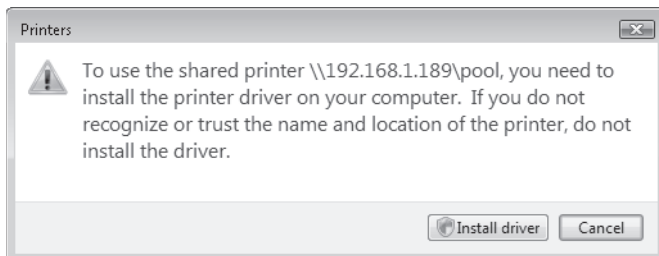 Printers
To use the shared printer \\192.168.1.189\pool, you need to
install the printer driver on your computer. If you do not
recognize or trust the name and location of the printer, do not
install the driver.
Install driver
Cancel